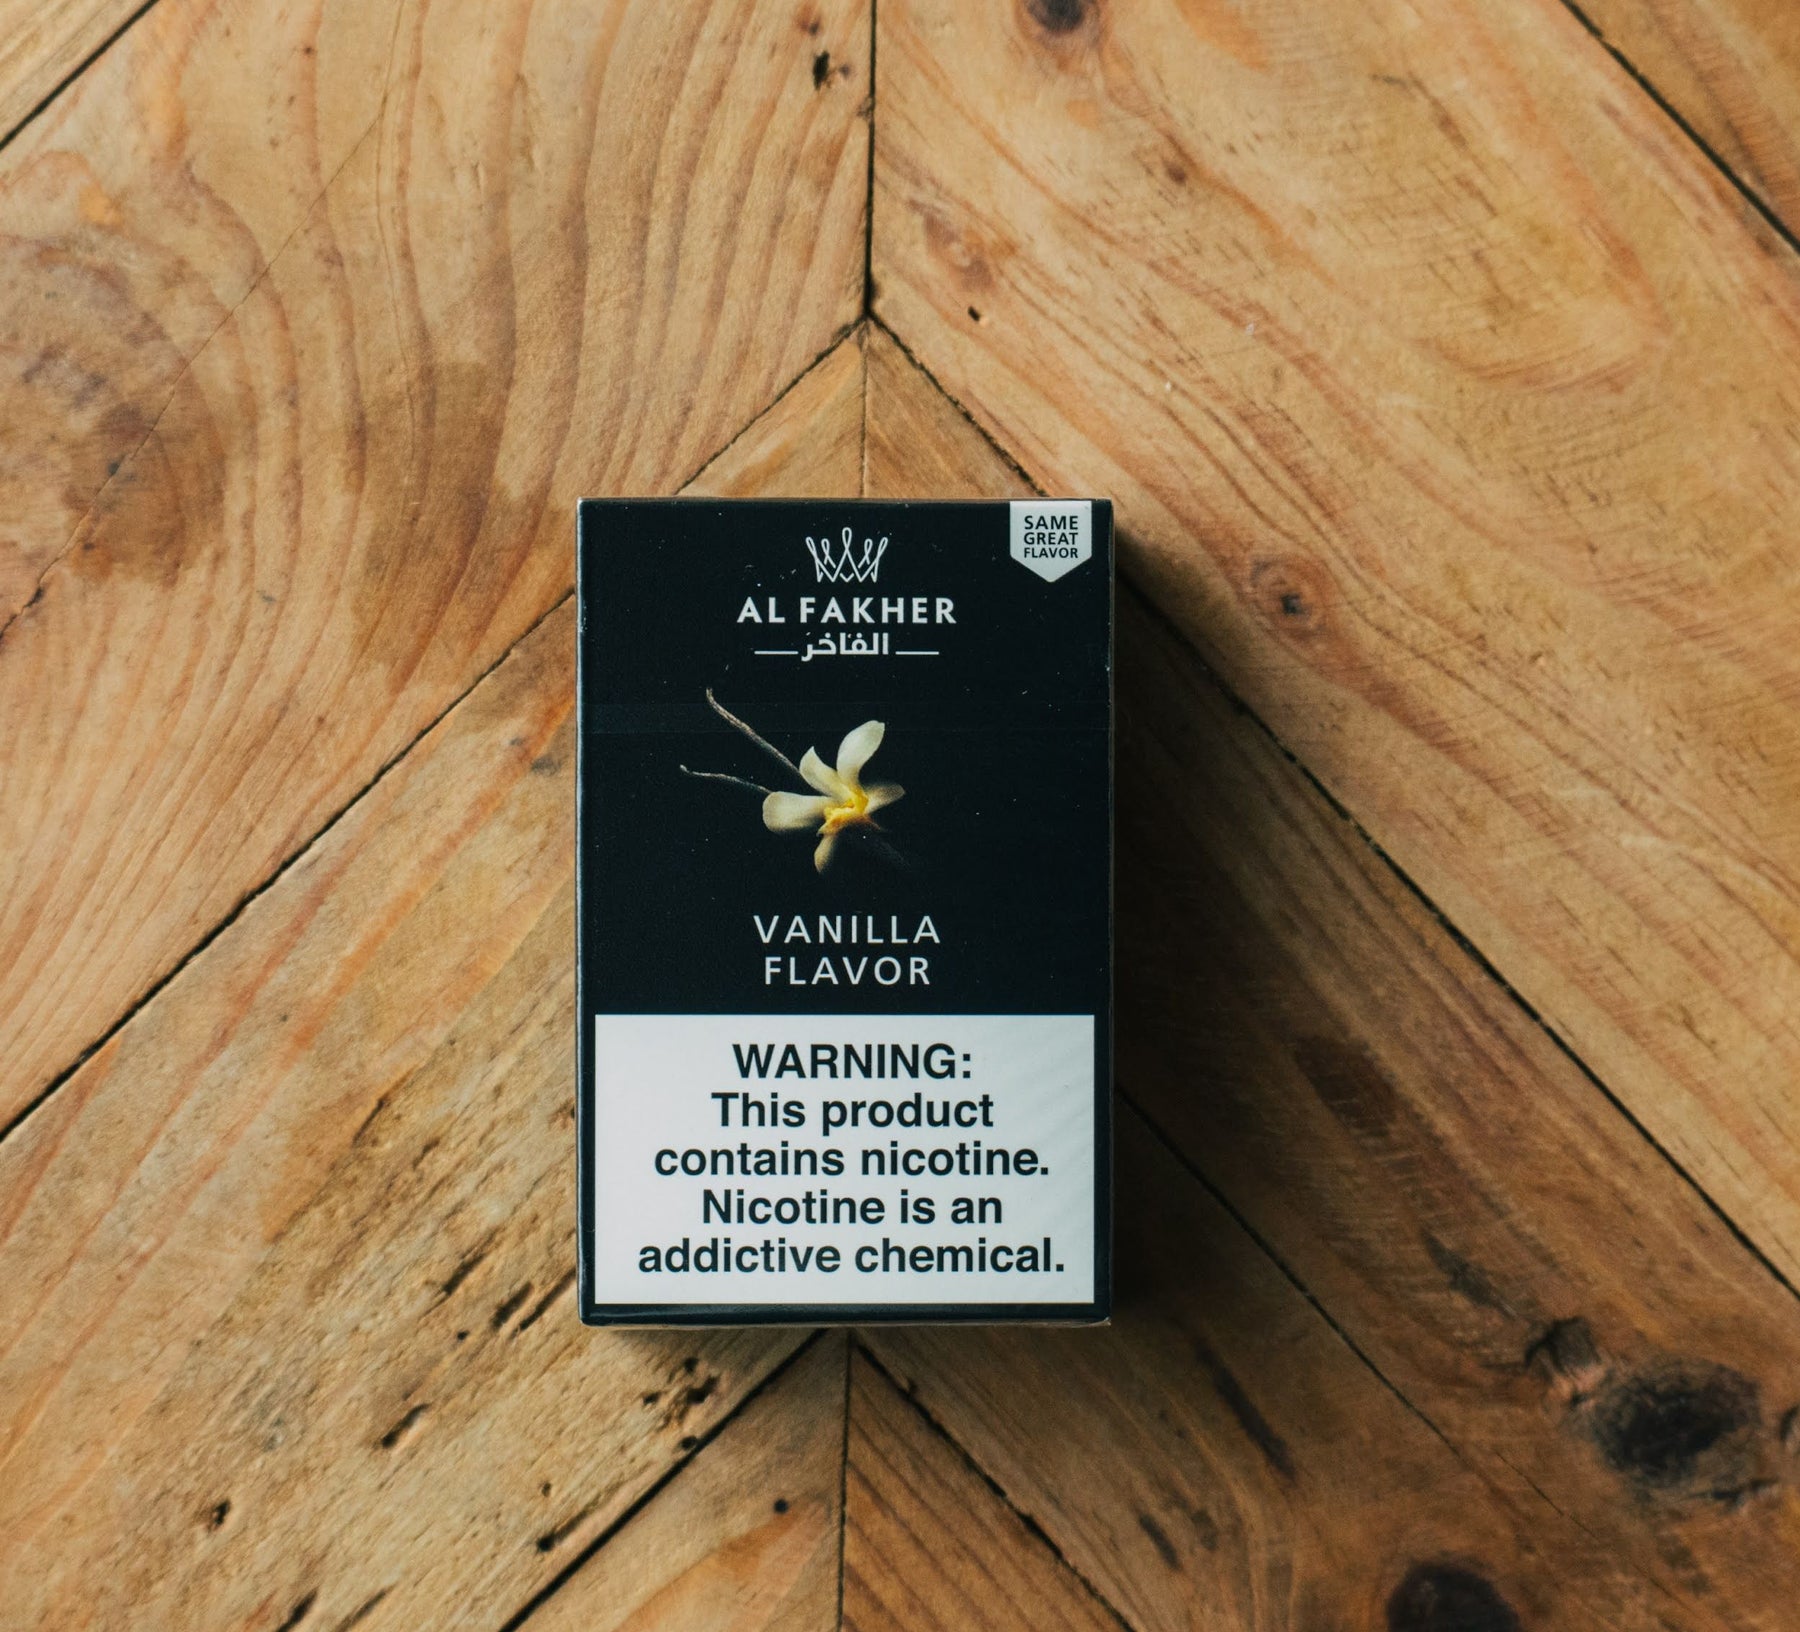 SAME
GREAT
FLAVOR
AL FAKHER
الفاخر
VANILLA
FLAVOR
WARNING:
This product
contains nicotine.
Nicotine is an
addictive chemical.